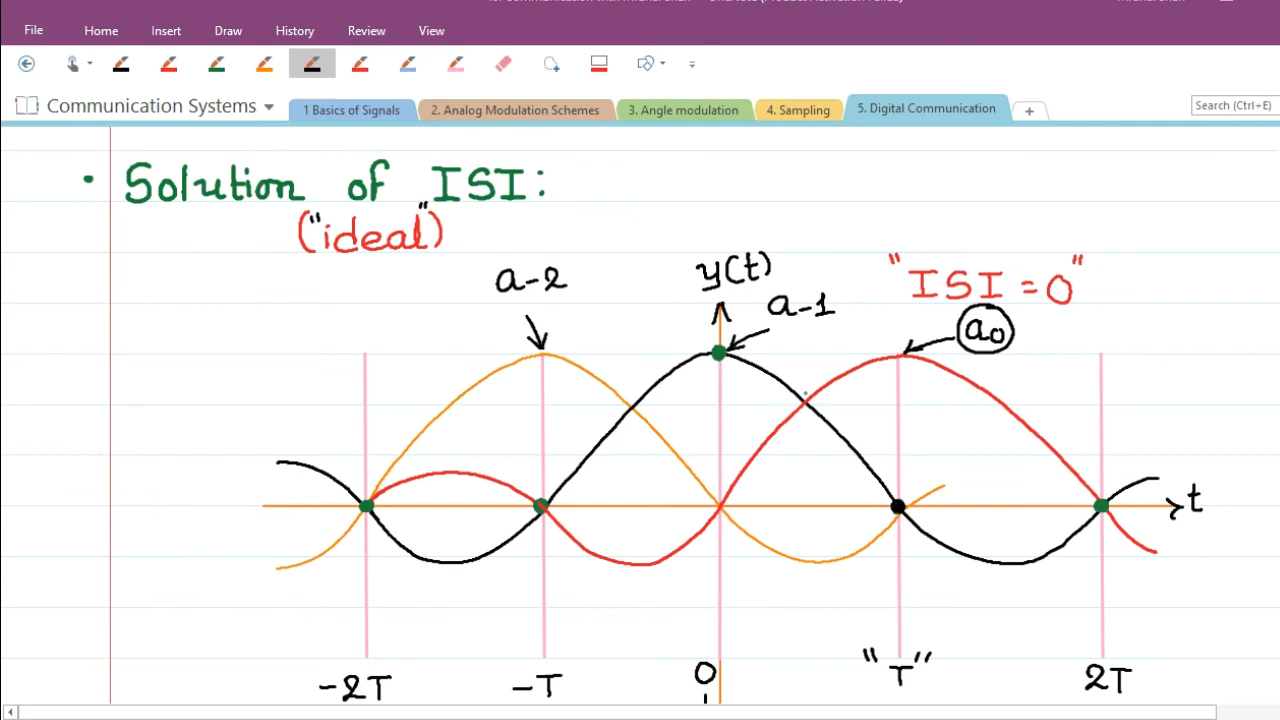 File Home Insert Draw History Review View
Communication Systems 1 Basics of Signals 2. Analog Modulation Schemes 3. Angle modulation 4. Sampling 5. Digital Communication Search (Ctrl+E)
• Solution of ISI:
("ideal")
a-2
y(t)
a-1
"ISI = 0"
a0
t
-2T -T 0 "T" 2T